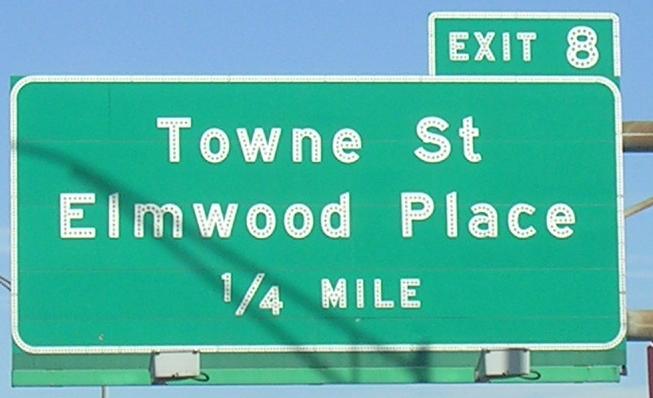 EXIT 8
Towne St
Elmwood Place
1/4 MILE